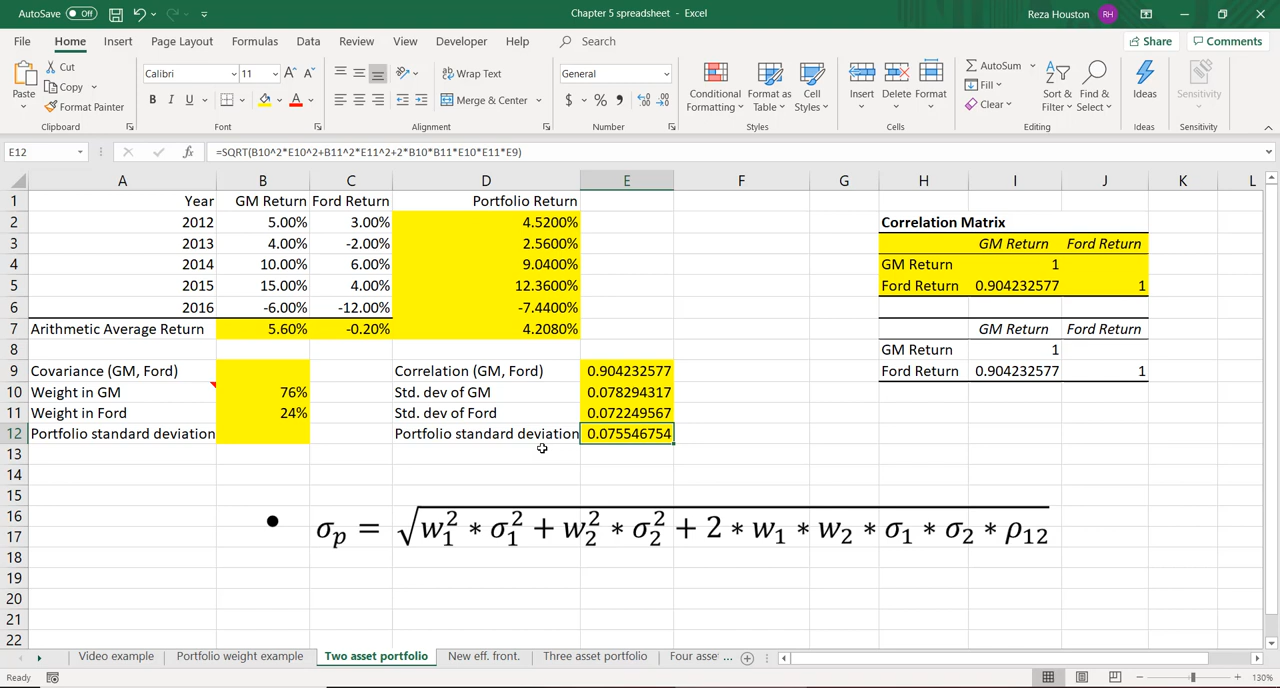 AutoSave Off Chapter 5 spreadsheet - Excel Reza Houston RH
File Home Insert Page Layout Formulas Data Review View Developer Help Search Share Comments
Paste Cut Copy Format Painter Clipboard
Calibri 11 B I U A Font
Wrap Text Merge & Center Alignment
General $ % Number
Conditional Formatting Format as Table Cell Styles Styles
Insert Delete Format Cells
AutoSum Fill Clear Sort & Filter Find & Select Editing
Ideas Ideas
Sensitivity Sensitivity
E12 fx =SQRT(B10^2*E10^2+B11^2*E11^2+2*B10*B11*E10*E11*E9)
A B C D E F G H I J K L
1 Year GM Return Ford Return Portfolio Return
2 2012 5.00% 3.00% 4.5200% Correlation Matrix
3 2013 4.00% -2.00% 2.5600% GM Return Ford Return
4 2014 10.00% 6.00% 9.0400% GM Return 1
5 2015 15.00% 4.00% 12.3600% Ford Return 0.904232577 1
6 2016 -6.00% -12.00% -7.4400%
7 Arithmetic Average Return 5.60% -0.20% 4.2080% GM Return Ford Return
8 GM Return 1
9 Covariance (GM, Ford) Correlation (GM, Ford) 0.904232577 Ford Return 0.904232577 1
10 Weight in GM 76% Std. dev of GM 0.078294317
11 Weight in Ford 24% Std. dev of Ford 0.072249567
12 Portfolio standard deviation Portfolio standard deviation 0.075546754
13
14
15
16
• σp = √w₁² * σ₁² + w₂² * σ₂² + 2 * w₁ * w₂ * σ₁ * σ₂ * ρ₁₂
17
18
19
20
21
22
Video example Portfolio weight example Two asset portfolio New eff. front. Three asset portfolio Four asse ...
Ready 130%